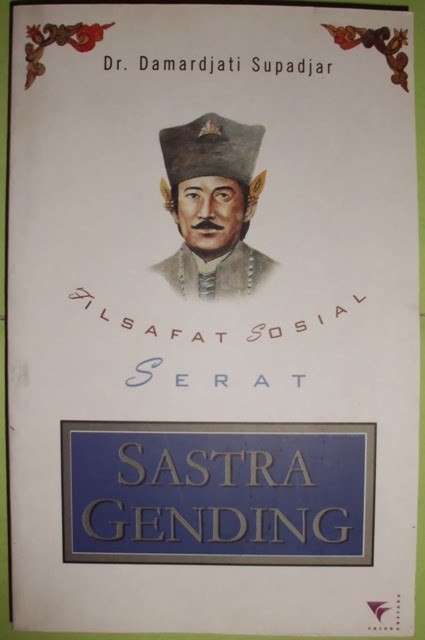 Dr. Damardjati Supadjar
FILSAFAT SOSIAL
SERAT
SASTRA
GENDING